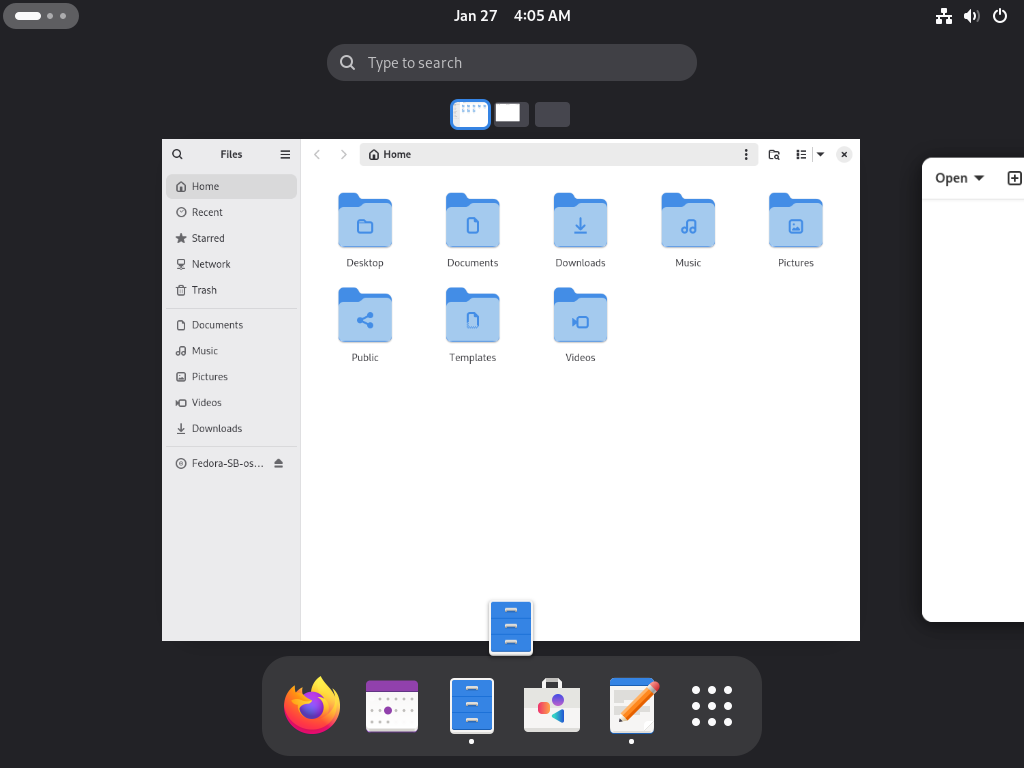 Jan 27 4:05 AM
Type to search
Files
Home
Open
Home
Recent
Starred
Network
Trash
Documents
Music
Pictures
Videos
Downloads
Fedora-SB-os...
Desktop
Documents
Downloads
Music
Pictures
Public
Templates
Videos